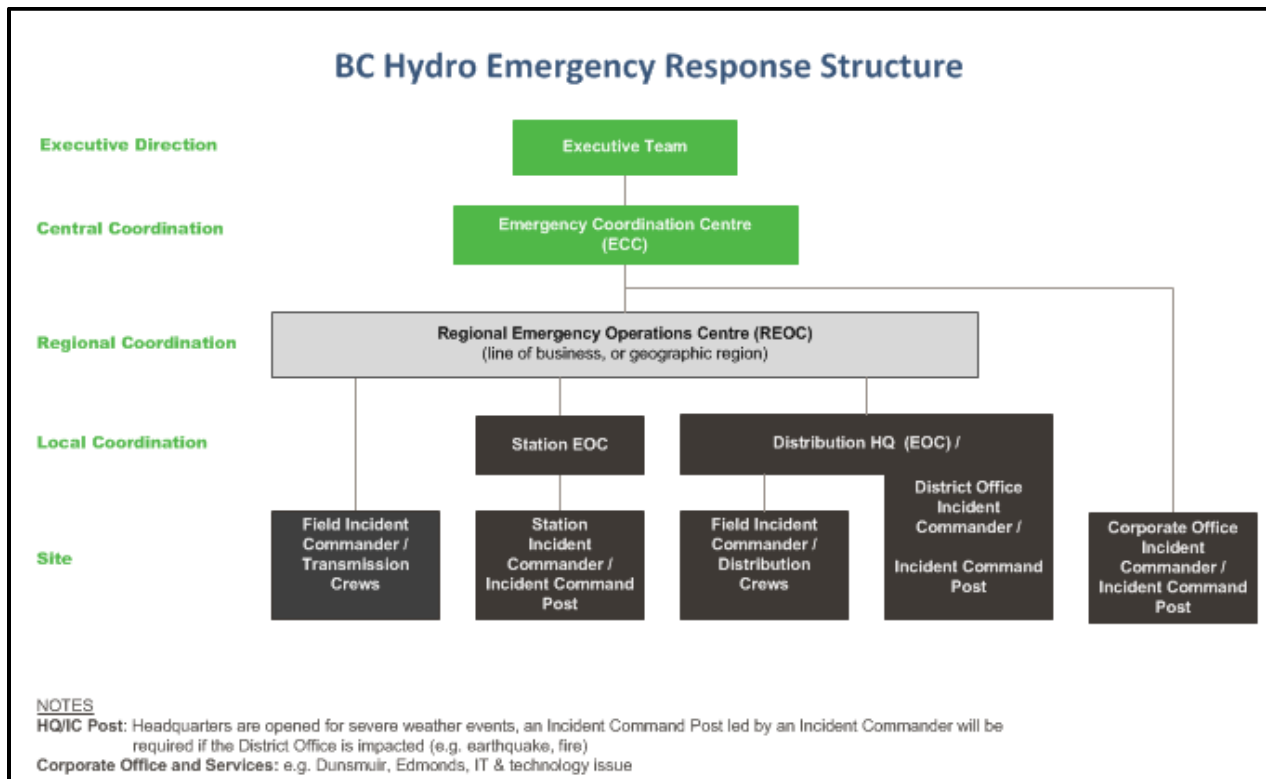 BC Hydro Emergency Response Structure
Executive Direction
Executive Team
Central Coordination
Emergency Coordination Centre
(ECC)
Regional Coordination
Regional Emergency Operations Centre (REOC)
(line of business, or geographic region)
Local Coordination
Station EOC
Distribution HQ (EOC) /
Site
Field Incident
Commander /
Transmission
Crews
Station
Incident
Commander /
Incident Command
Post
Field Incident
Commander /
Distribution
Crews
District Office
Incident
Commander /
Incident Command
Post
Corporate Office
Incident
Commander /
Incident Command
Post
NOTES
HQ/IC Post: Headquarters are opened for severe weather events, an Incident Command Post led by an Incident Commander will be
required if the District Office is impacted (e.g. earthquake, fire)
Corporate Office and Services: e.g. Dunsmuir, Edmonds, IT & technology issue